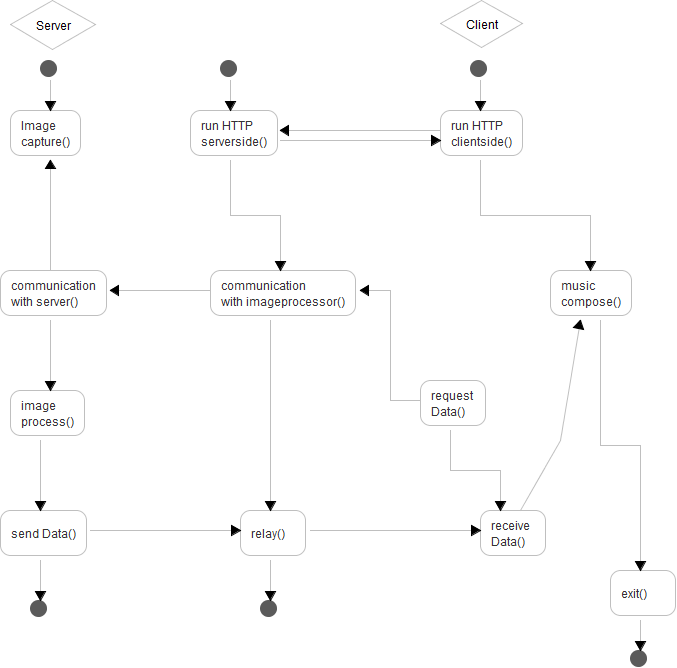 Server
Client
Image
capture()
run HTTP
serverside()
run HTTP
clientside()
communication
with server()
communication
with imageprocessor()
music
compose()
image
process()
request
Data()
send Data()
relay()
receive
Data()
exit()